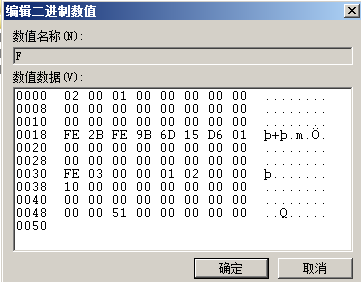 编辑二进制数值
数值名称(N):
F
数值数据(V):
0000 02 00 01 00 00 00 00 00 ........
0008 00 00 00 00 00 00 00 00 ........
0010 00 00 00 00 00 00 00 00 ........
0018 FE 2B FE 9B 6D 15 D6 01 þ+þ.m.Ö.
0020 00 00 00 00 00 00 00 00 ........
0028 00 00 00 00 00 00 00 00 ........
0030 FE 03 00 00 01 02 00 00 þ.......
0038 10 00 00 00 00 00 00 00 ........
0040 00 00 00 00 00 00 00 00 ........
0048 00 00 51 00 00 00 00 00 ..Q.....
0050
确定 取消